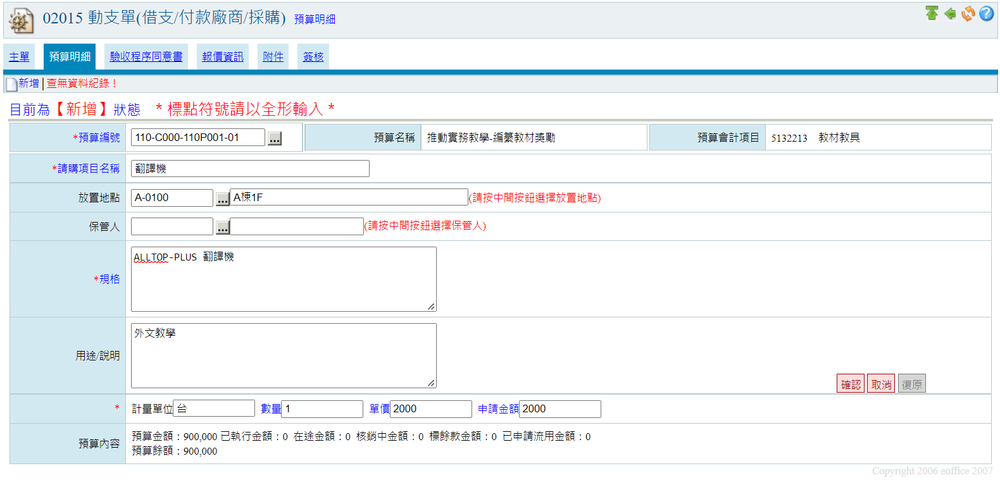 02015 動支單(借支/付款廠商/採購) 預算明細
主單 預算明細 驗收程序同意書 報價資訊 附件 簽核
新增 查無資料紀錄！
目前為【新增】狀態 * 標點符號請以全形輸入 *
*預算編號 110-C000-110P001-01 ... 預算名稱 推動實務教學-編纂教材獎勵 預算會計項目 5132213 教材教具
*請購項目名稱 翻譯機
放置地點 A-0100 ... A棟1F (請按中間按鈕選擇放置地點)
保管人 ... (請按中間按鈕選擇保管人)
*規格 ALLTOP-PLUS 翻譯機
用途/說明 外文教學
確認 取消 復原
* 計量單位 台 數量 1 單價 2000 申請金額 2000
預算內容 預算金額：900,000 已執行金額：0 在途金額：0 核銷中金額：0 標餘款金額：0 已申請流用金額：0
預算餘額：900,000
Copyright 2006 eoffice 2007